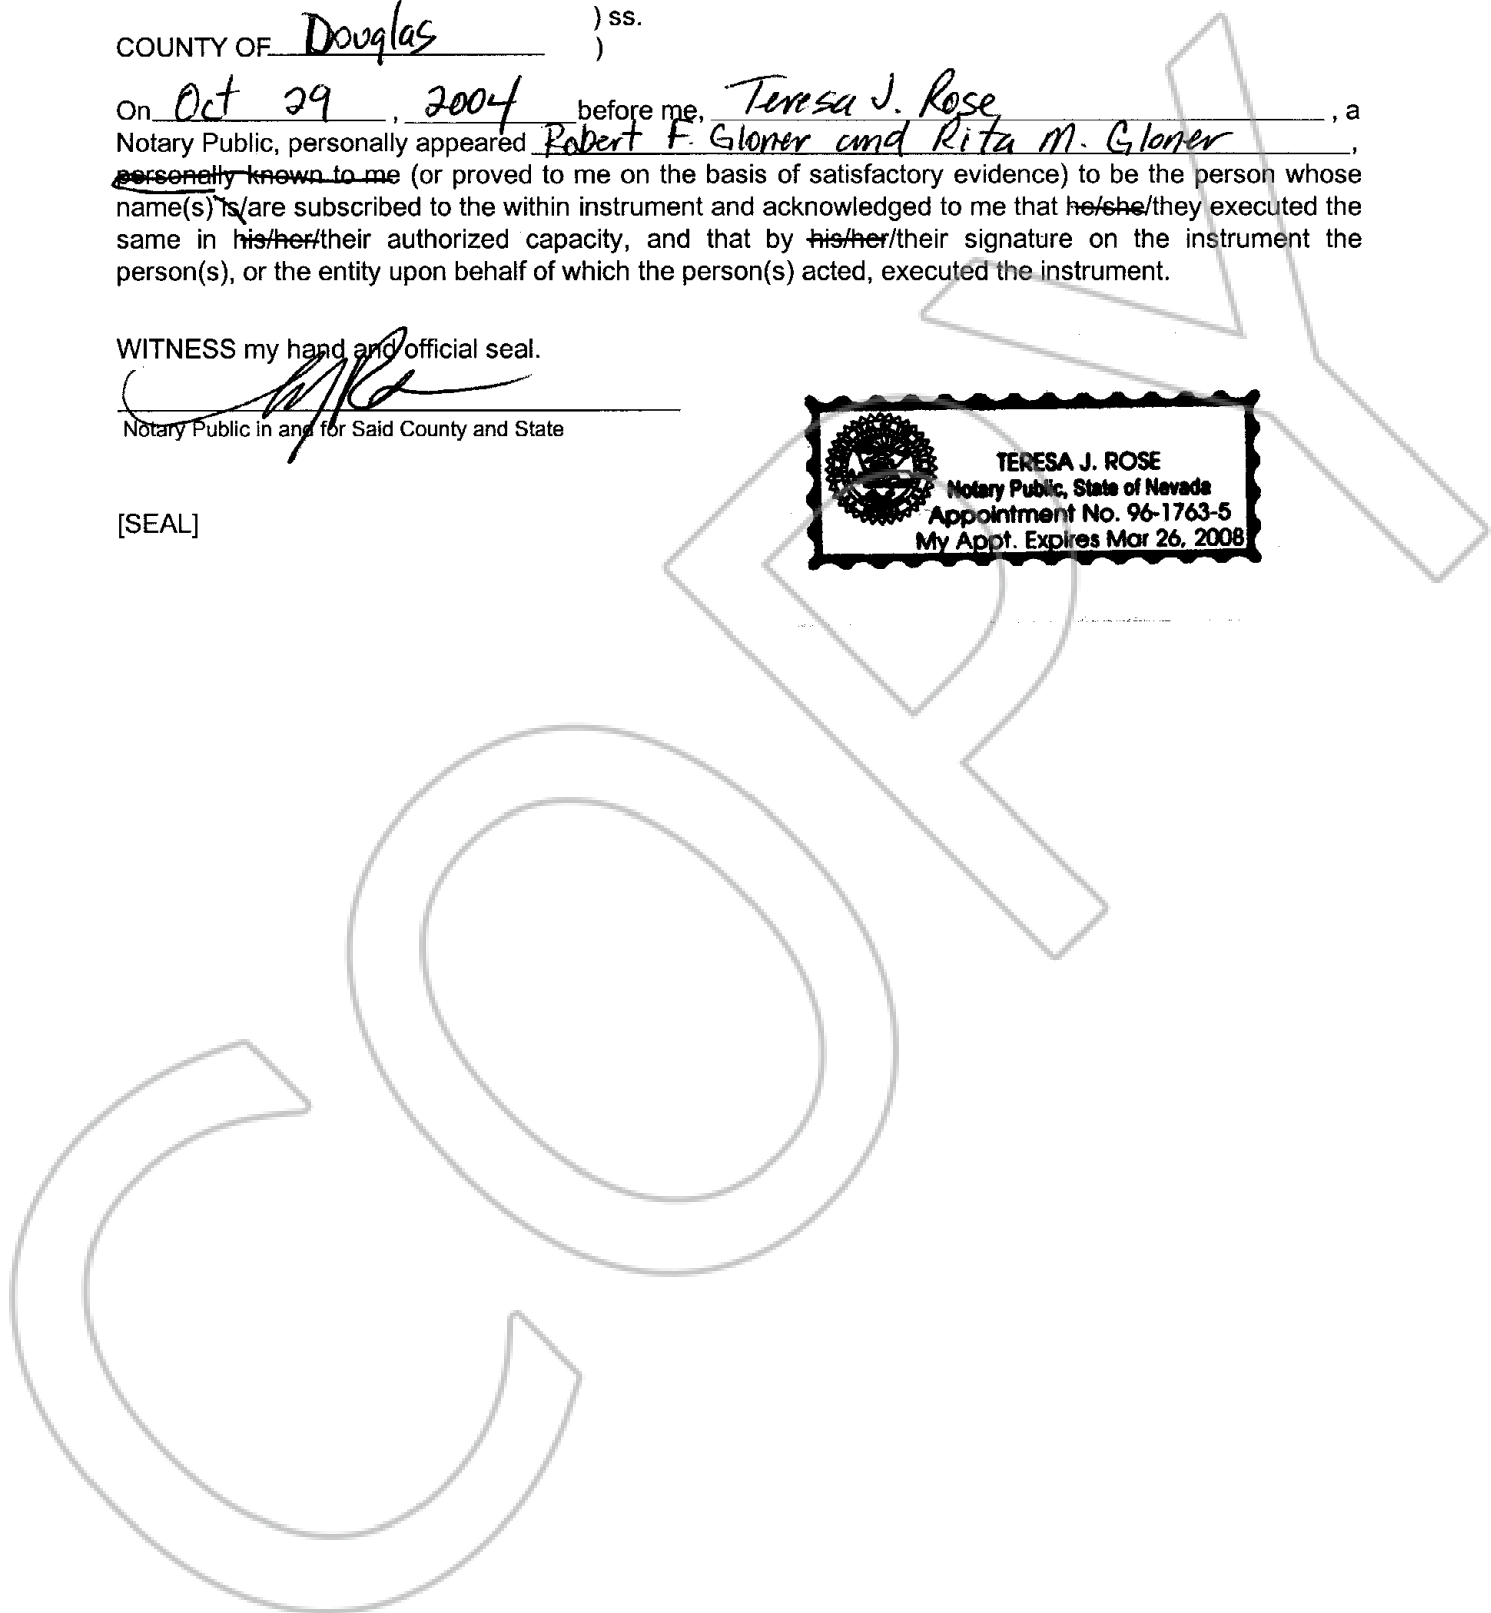 ) ss.
COUNTY OF Douglas )
On Oct 29, 2004 before me, Teresa J. Rose, a
Notary Public, personally appeared Robert F. Gloner and Rita M. Gloner,
personally known to me (or proved to me on the basis of satisfactory evidence) to be the person whose
name(s) is/are subscribed to the within instrument and acknowledged to me that he/she/they executed the
same in his/her/their authorized capacity, and that by his/her/their signature on the instrument the
person(s), or the entity upon behalf of which the person(s) acted, executed the instrument.
WITNESS my hand and official seal.
Notary Public in and for Said County and State
TERESA J. ROSE
Notary Public, State of Nevada
Appointment No. 96-1763-5
My Appt. Expires Mar 26, 2008
[SEAL]
COPY